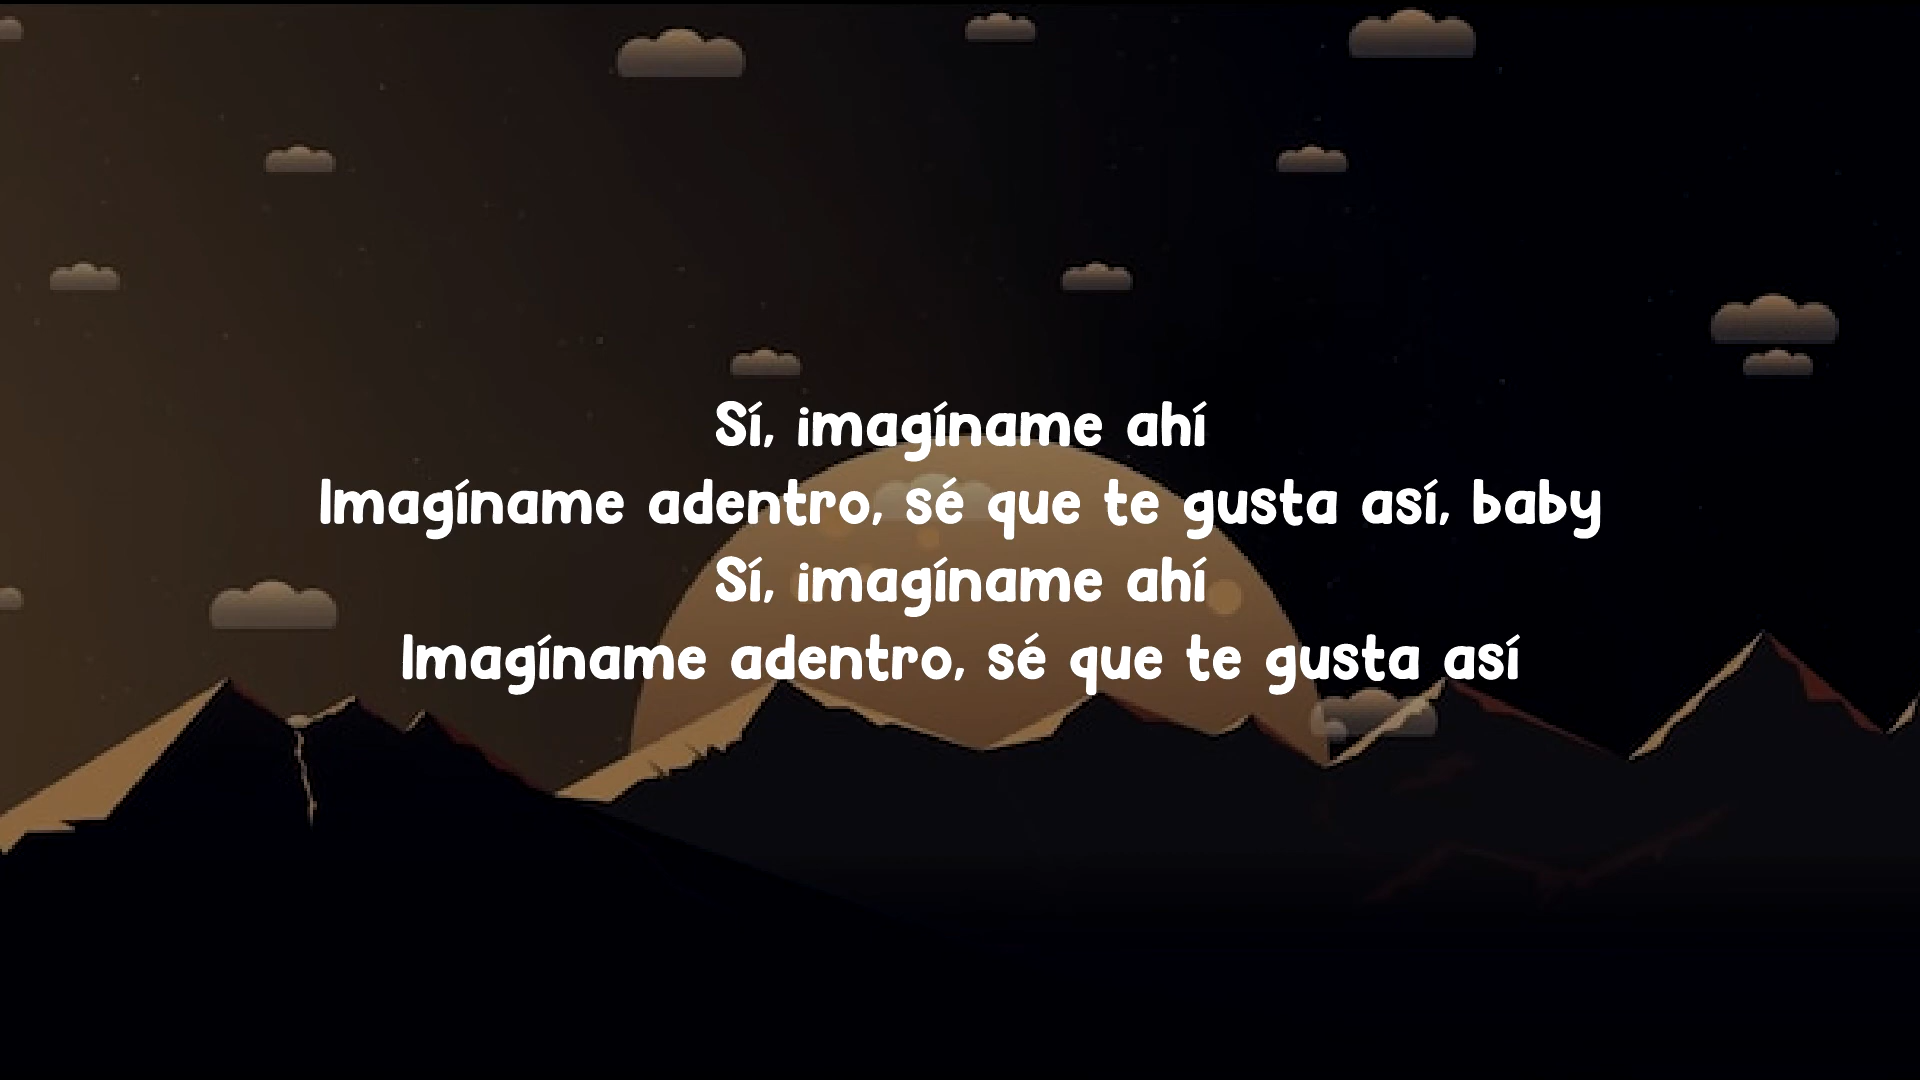 Sí, imagíname ahí
Imagíname adentro, sé que te gusta así, baby
Sí, imagíname ahí
Imagíname adentro, sé que te gusta así